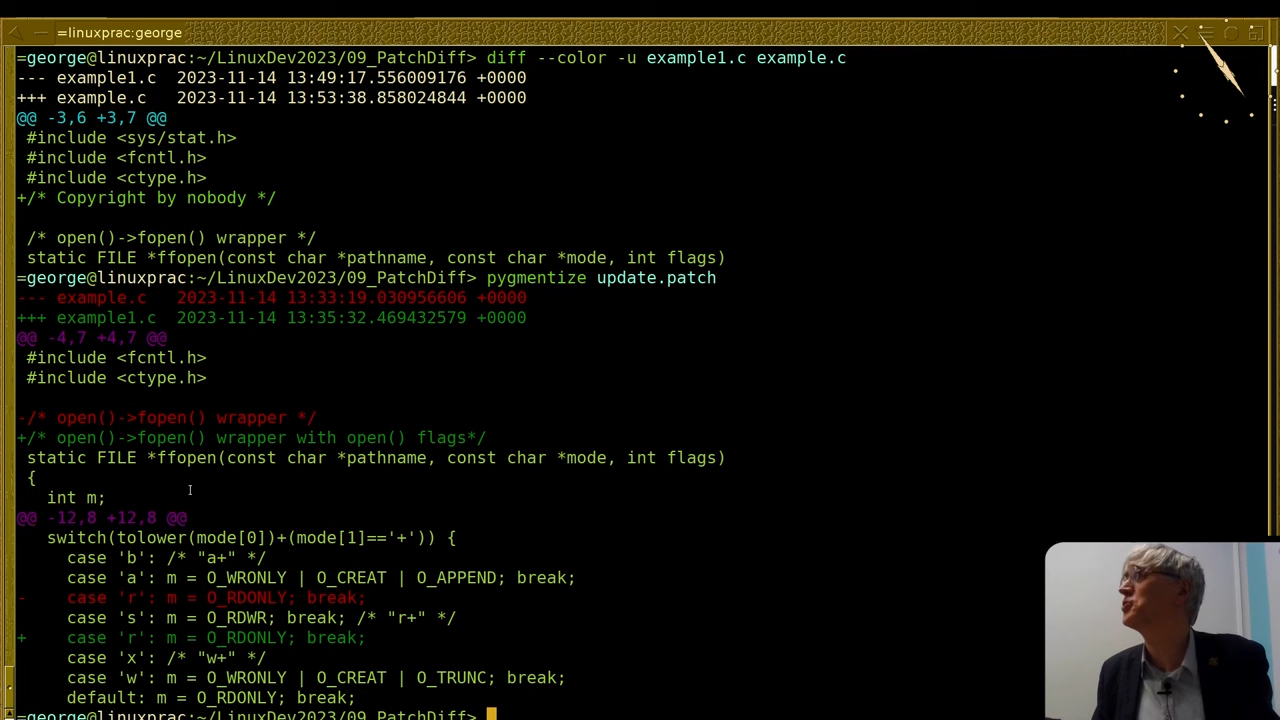 =linuxprac:george
=george@linuxprac:~/LinuxDev2023/09_PatchDiff> diff --color -u example1.c example.c
--- example1.c  2023-11-14 13:49:17.556009176 +0000
+++ example.c   2023-11-14 13:53:38.858024844 +0000
@@ -3,6 +3,7 @@
 #include <sys/stat.h>
 #include <fcntl.h>
 #include <ctype.h>
+/* Copyright by nobody */
 /* open()->fopen() wrapper */
 static FILE *ffopen(const char *pathname, const char *mode, int flags)
=george@linuxprac:~/LinuxDev2023/09_PatchDiff> pygmentize update.patch
--- example.c   2023-11-14 13:33:19.030956606 +0000
+++ example1.c  2023-11-14 13:35:32.469432579 +0000
@@ -4,7 +4,7 @@
 #include <fcntl.h>
 #include <ctype.h>
-/* open()->fopen() wrapper */
+/* open()->fopen() wrapper with open() flags*/
 static FILE *ffopen(const char *pathname, const char *mode, int flags)
 {
   int m;
@@ -12,8 +12,8 @@
   switch(tolower(mode[0])+(mode[1]=='+')) {
     case 'b': /* "a+" */
     case 'a': m = O_WRONLY | O_CREAT | O_APPEND; break;
-    case 'r': m = O_RDONLY; break;
     case 's': m = O_RDWR; break; /* "r+" */
+    case 'r': m = O_RDONLY; break;
     case 'x': /* "w+" */
     case 'w': m = O_WRONLY | O_CREAT | O_TRUNC; break;
     default: m = O_RDONLY; break;
=george@linuxprac:~/LinuxDev2023/09_PatchDiff>